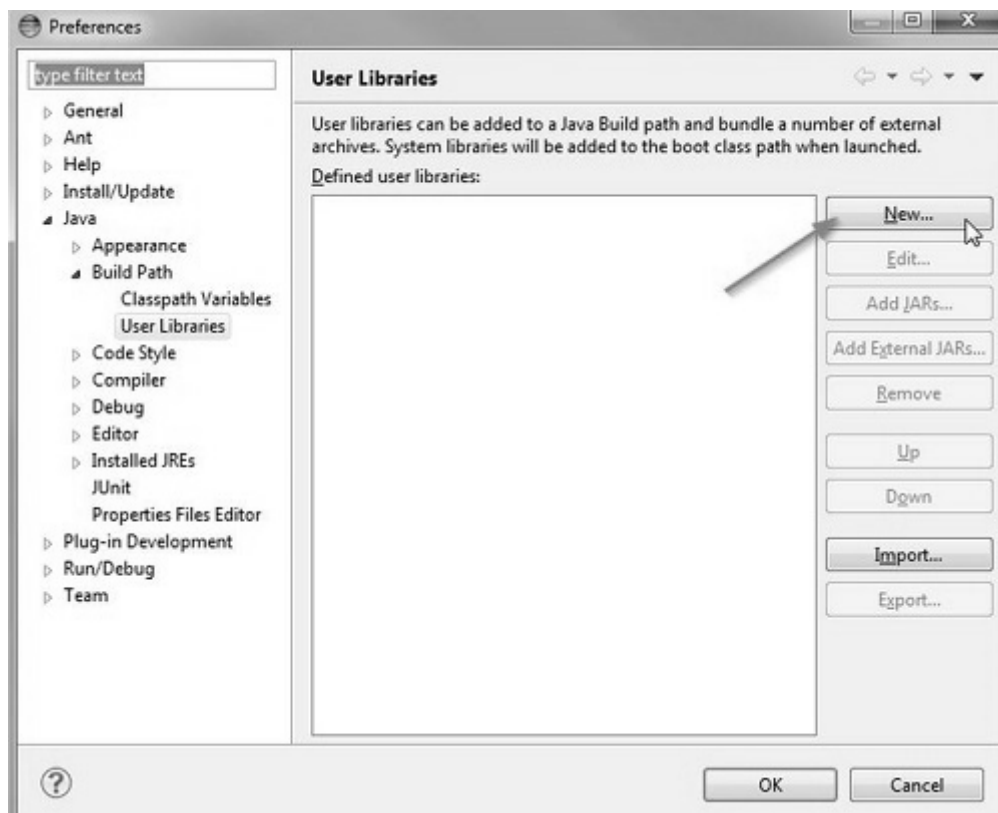 Preferences
type filter text
General
Ant
Help
Install/Update
Java
Appearance
Build Path
Classpath Variables
User Libraries
Code Style
Compiler
Debug
Editor
Installed JREs
JUnit
Properties Files Editor
Plug-in Development
Run/Debug
Team
User Libraries
User libraries can be added to a Java Build path and bundle a number of external
archives. System libraries will be added to the boot class path when launched.
Defined user libraries:
New...
Edit...
Add JARs...
Add External JARs...
Remove
Up
Down
Import...
Export...
?
OK
Cancel